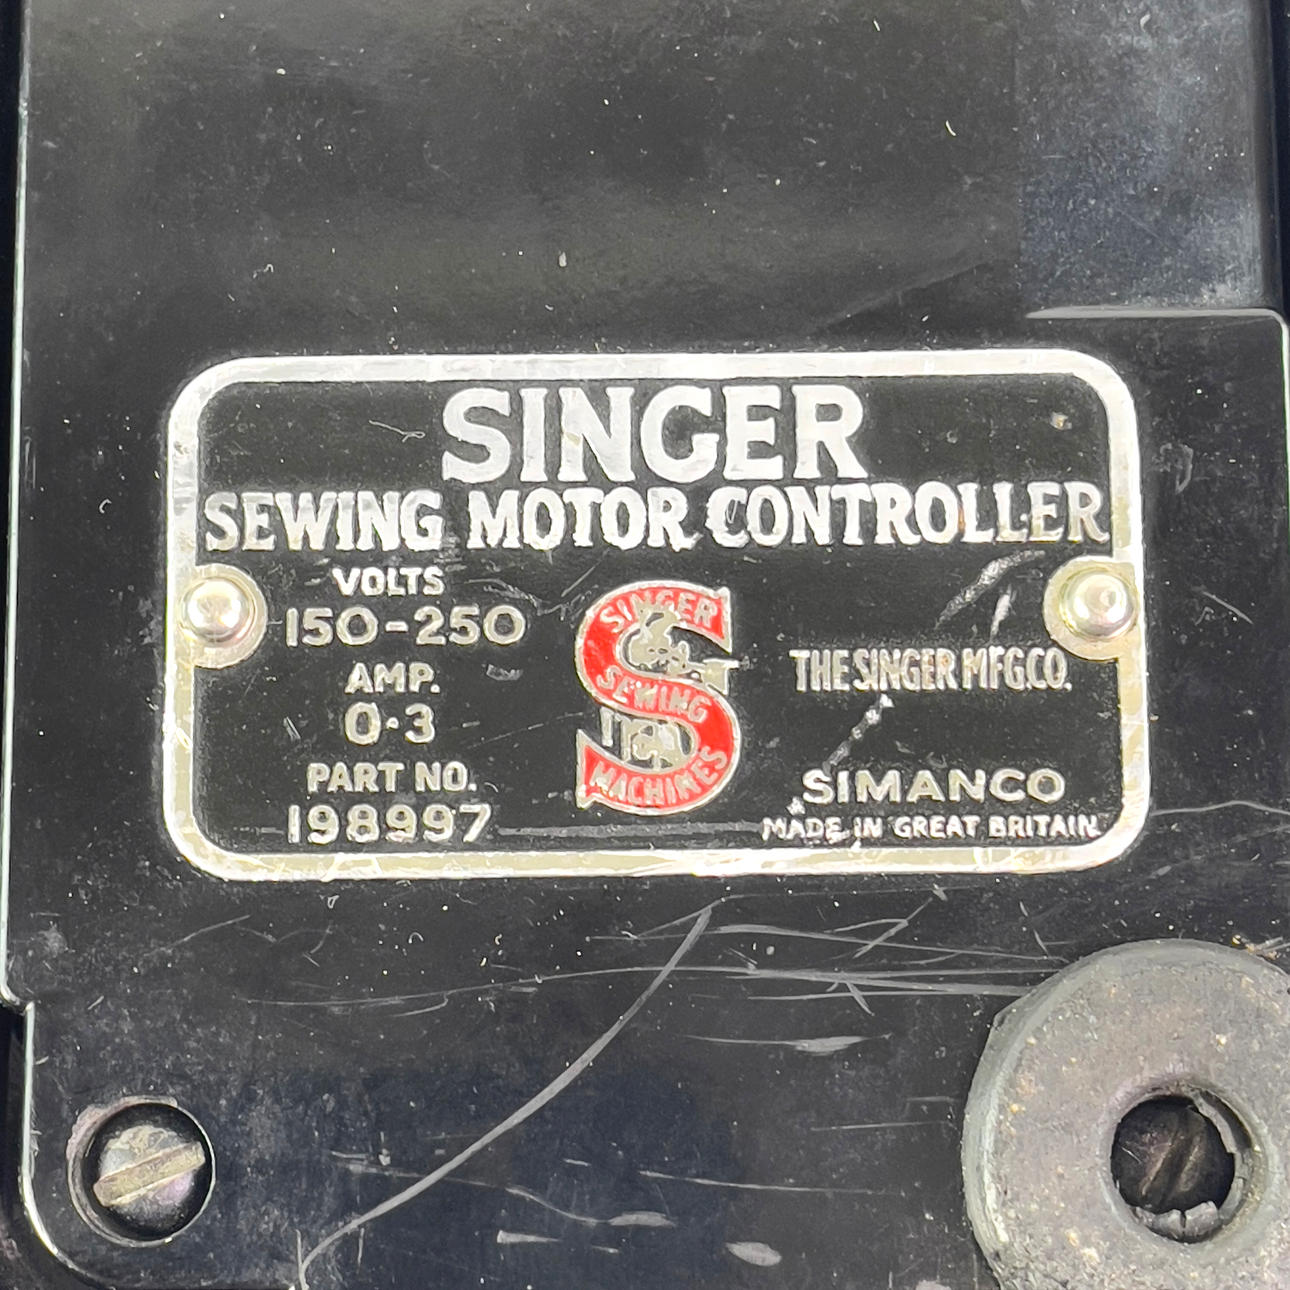 SINGER
SEWING MOTOR CONTROLLER
VOLTS
150-250
AMP.
0·3
PART NO.
198997
SINGER
SEWING
MACHINES
THE SINGER MFG.CO.
SIMANCO
MADE IN GREAT BRITAIN